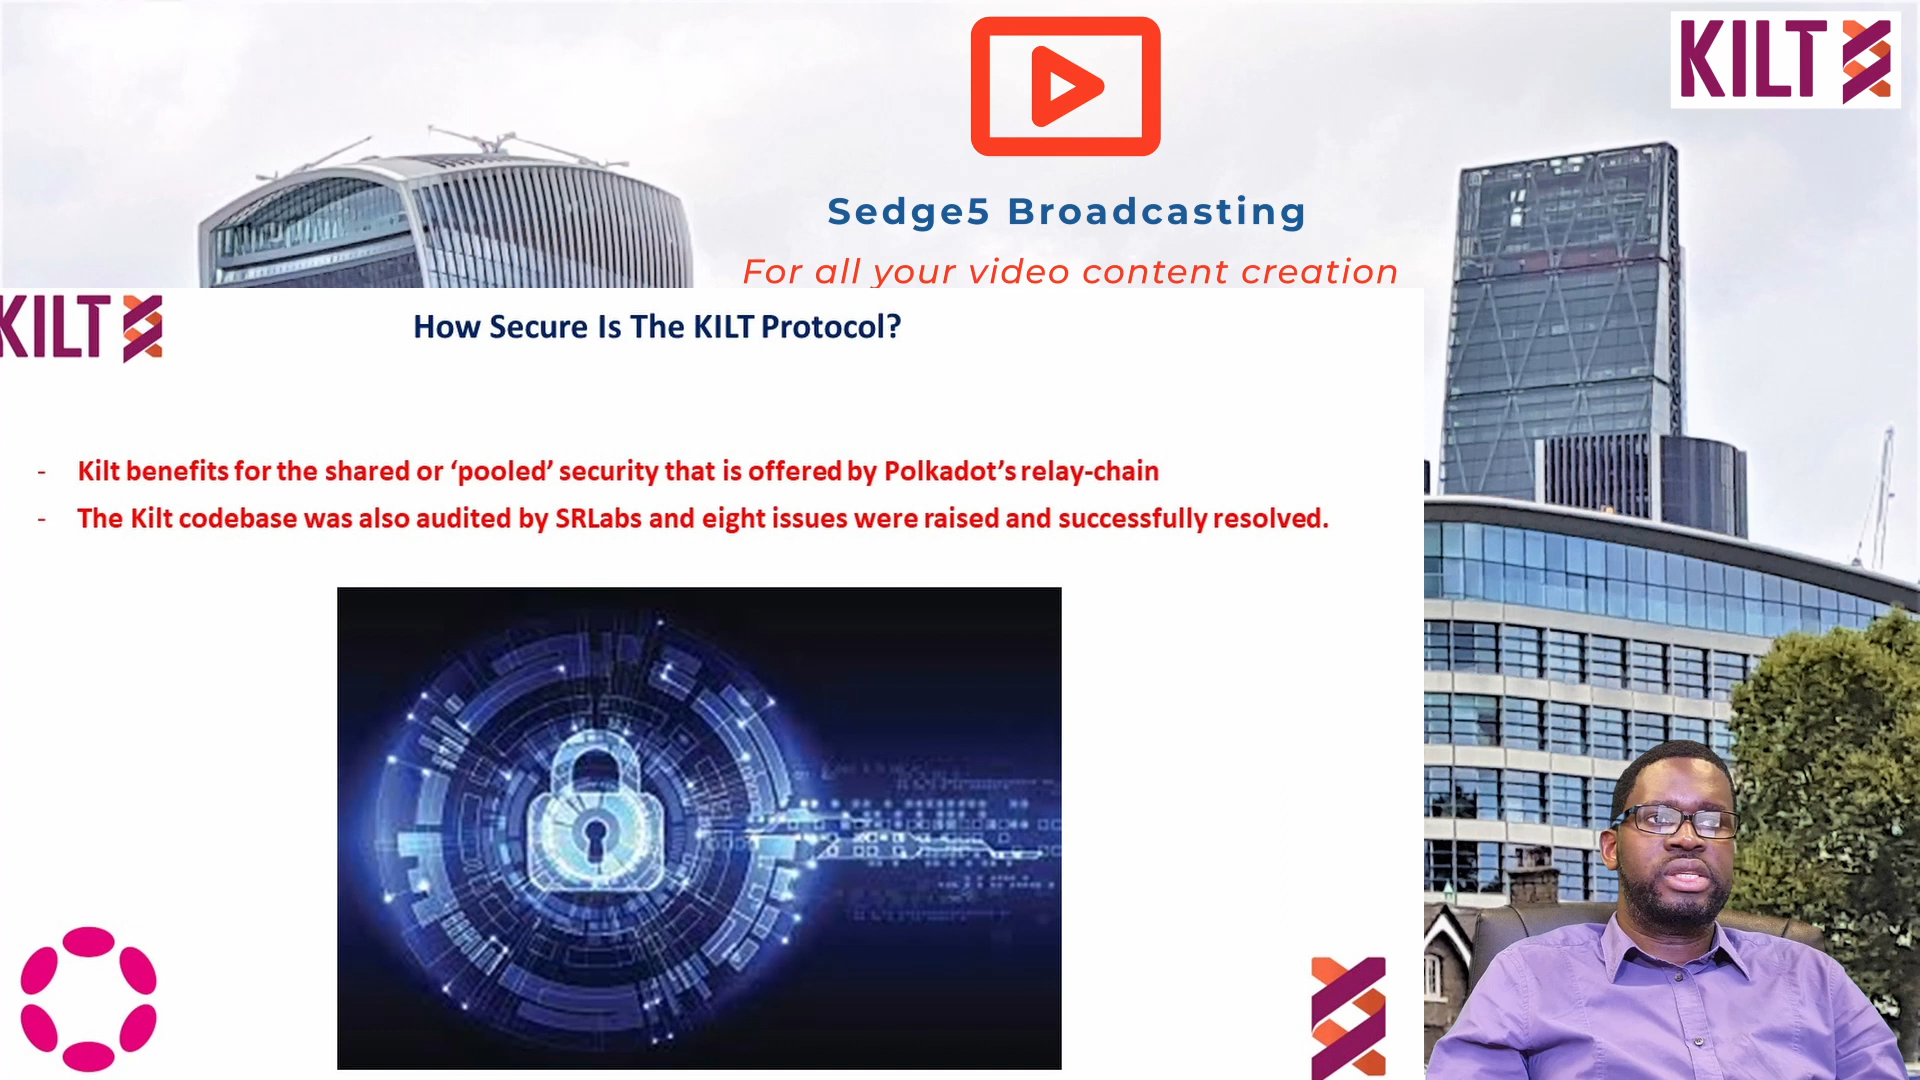 KILT
Sedge5 Broadcasting
For all your video content creation
KILT
How Secure Is The KILT Protocol?
- Kilt benefits for the shared or ‘pooled’ security that is offered by Polkadot’s relay-chain
- The Kilt codebase was also audited by SRLabs and eight issues were raised and successfully resolved.